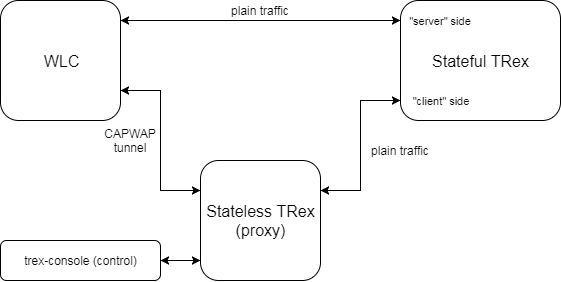 plain traffic
WLC
"server" side
Stateful TRex
"client" side
CAPWAP
tunnel
plain traffic
Stateless TRex
(proxy)
trex-console (control)